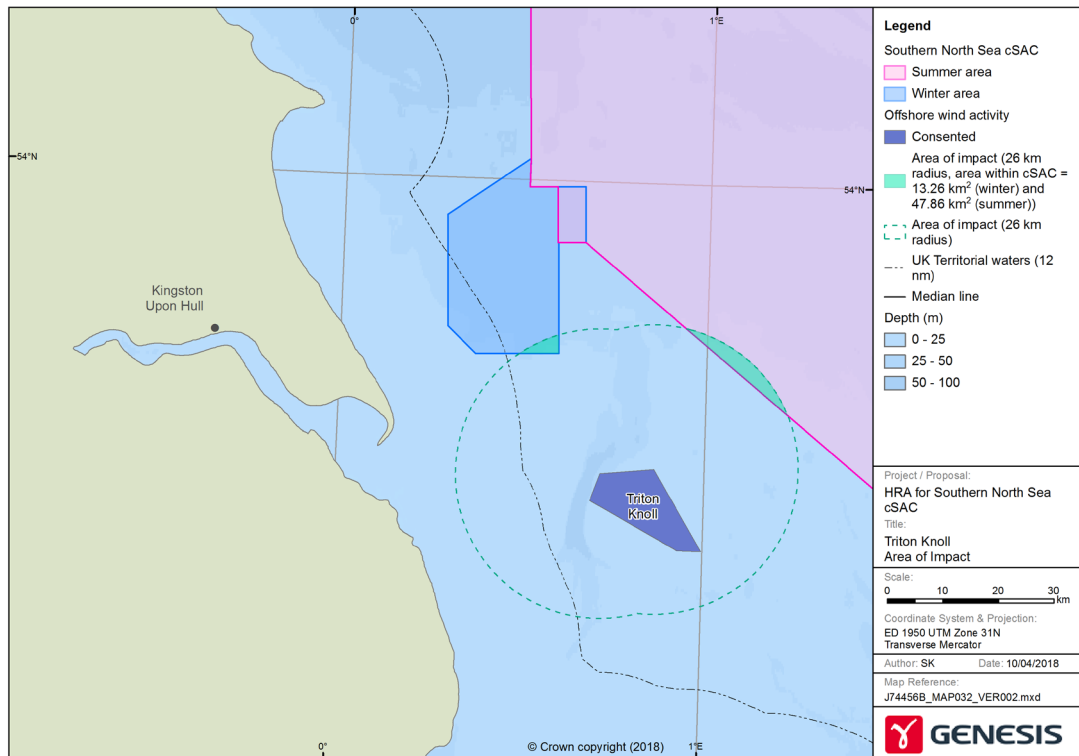 0°
1°E
54°N
54°N
Kingston
Upon Hull
Triton
Knoll
0°
© Crown copyright (2018)
1°E
Legend
Southern North Sea cSAC
Summer area
Winter area
Offshore wind activity
Consented
Area of impact (26 km
radius, area within cSAC =
13.26 km² (winter) and
47.86 km² (summer))
Area of impact (26 km
radius)
UK Territorial waters (12
nm)
Median line
Depth (m)
0 - 25
25 - 50
50 - 100
Project / Proposal:
HRA for Southern North Sea
cSAC
Title:
Triton Knoll
Area of Impact
Scale:
0 10 20 30
km
Coordinate System & Projection:
ED 1950 UTM Zone 31N
Transverse Mercator
Author: SK Date: 10/04/2018
Map Reference:
J74456B_MAP032_VER002.mxd
GENESIS